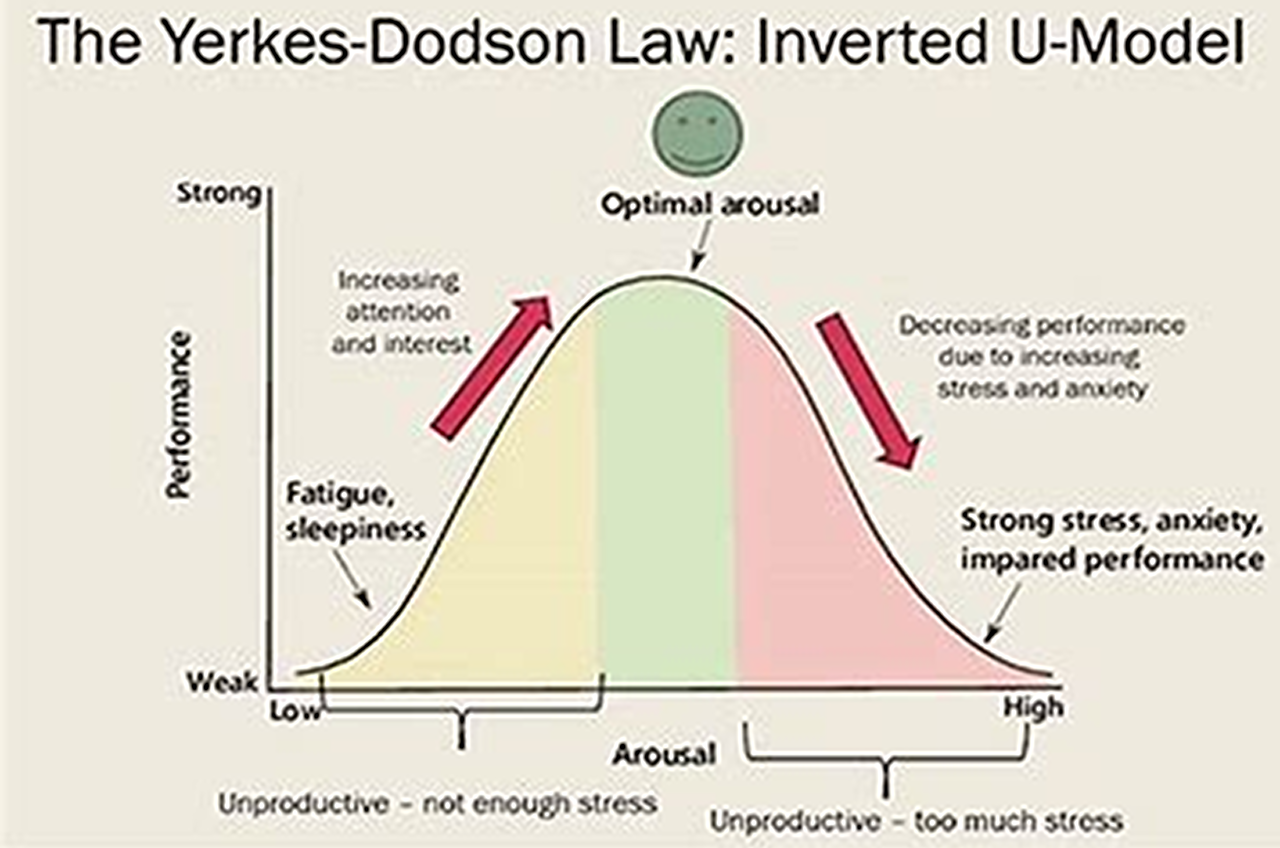 The Yerkes-Dodson Law: Inverted U-Model
Optimal arousal
Strong
Increasing
attention
and interest
Decreasing performance
due to increasing
stress and anxiety
Performance
Fatigue,
sleepiness
Strong stress, anxiety,
impared performance
Weak
Low
High
Arousal
Unproductive – not enough stress
Unproductive – too much stress